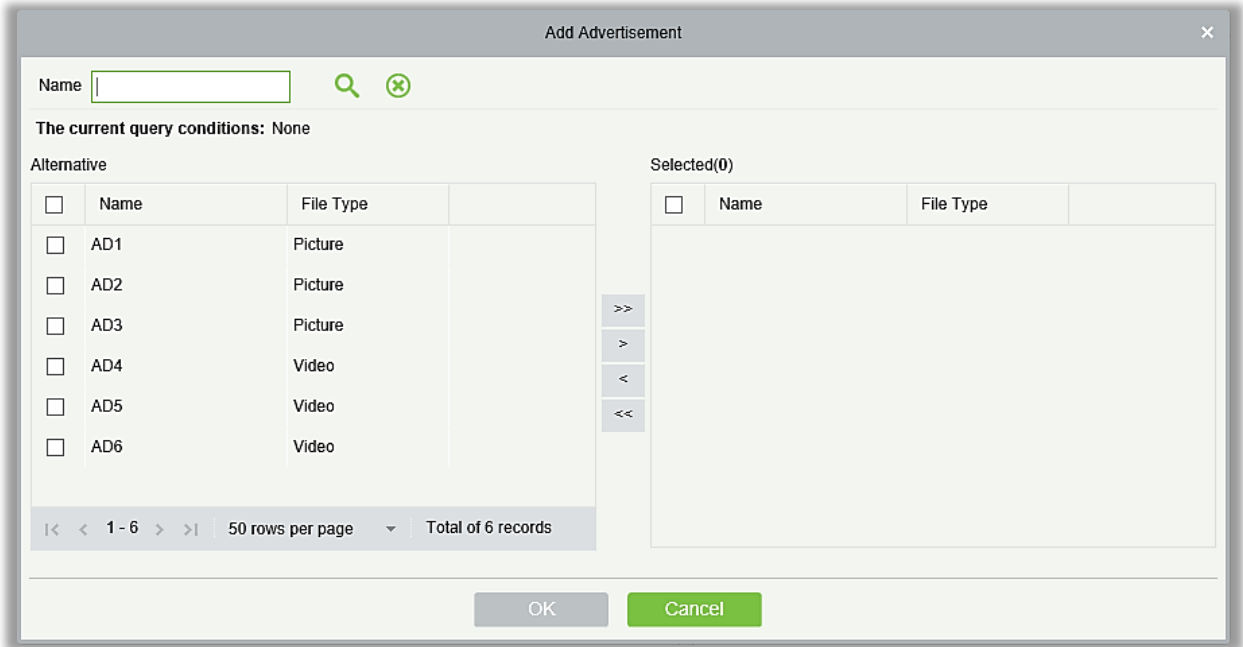 Add Advertisement ×
Name
The current query conditions: None
Alternative
Name File Type
AD1 Picture
AD2 Picture
AD3 Picture
AD4 Video
AD5 Video
AD6 Video
|< < 1 - 6 > >| 50 rows per page Total of 6 records
>>
>
<
<<
Selected(0)
Name File Type
OK Cancel